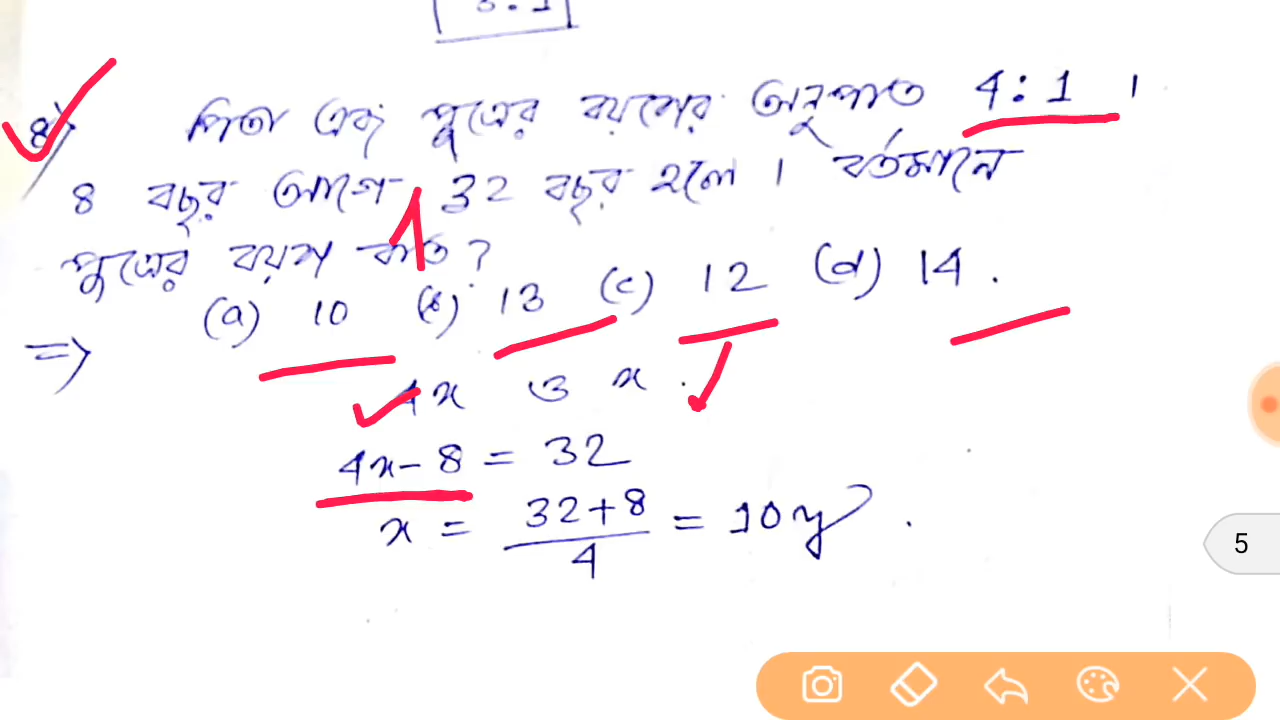 8)
পিতা এবং পুত্রের বয়সের অনুপাত 4:1 ।
8 বছর আগে 32 বছর হলে । বর্তমানে
পুত্রের বয়স কত ?
(a) 10 (b) 13 (c) 12 (d) 14 .
=>
4x ও x .
4x - 8 = 32
x = 32+8 / 4 = 10 y .
5